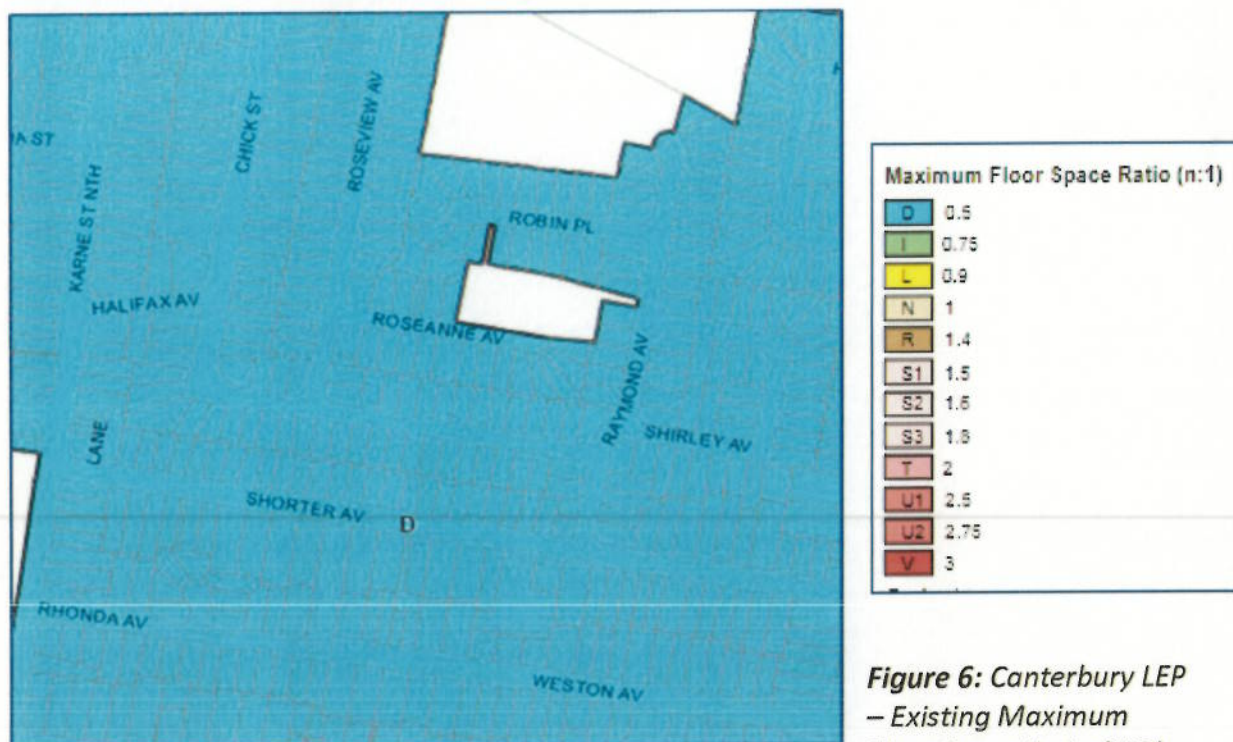 CHICK ST
ROSEVIEW AV
KARNE ST NTH
ROBIN PL
HALIFAX AV
ROSEANNE AV
RAYMOND AV
LANE
SHIRLEY AV
SHORTER AV
D
RHONDA AV
WESTON AV
Maximum Floor Space Ratio (n:1)
D 0.5
I 0.75
L 0.9
N 1
R 1.4
S1 1.5
S2 1.6
S3 1.8
T 2
U1 2.5
U2 2.75
V 3
Figure 6: Canterbury LEP
– Existing Maximum